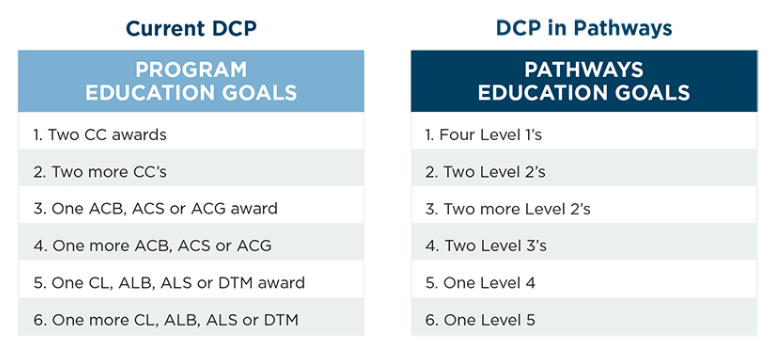 Current DCP
PROGRAM
EDUCATION GOALS
1. Two CC awards
2. Two more CC's
3. One ACB, ACS or ACG award
4. One more ACB, ACS or ACG
5. One CL, ALB, ALS or DTM award
6. One more CL, ALB, ALS or DTM
DCP in Pathways
PATHWAYS
EDUCATION GOALS
1. Four Level 1's
2. Two Level 2's
3. Two more Level 2's
4. Two Level 3's
5. One Level 4
6. One Level 5